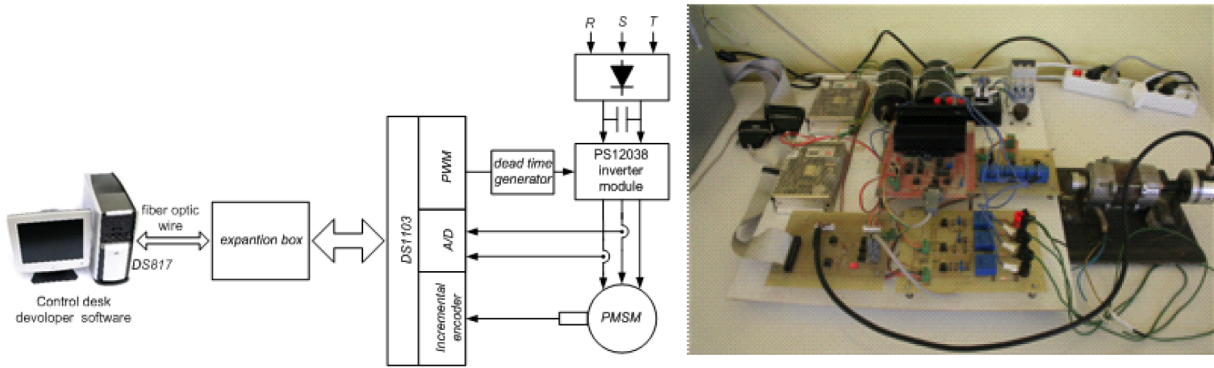 R S T
PS12038
inverter
module
dead time
generator
PWM
A/D
Incremental
encoder
DS1103
expantion box
fiber optic
wire
DS817
Control desk
devoloper software
PMSM